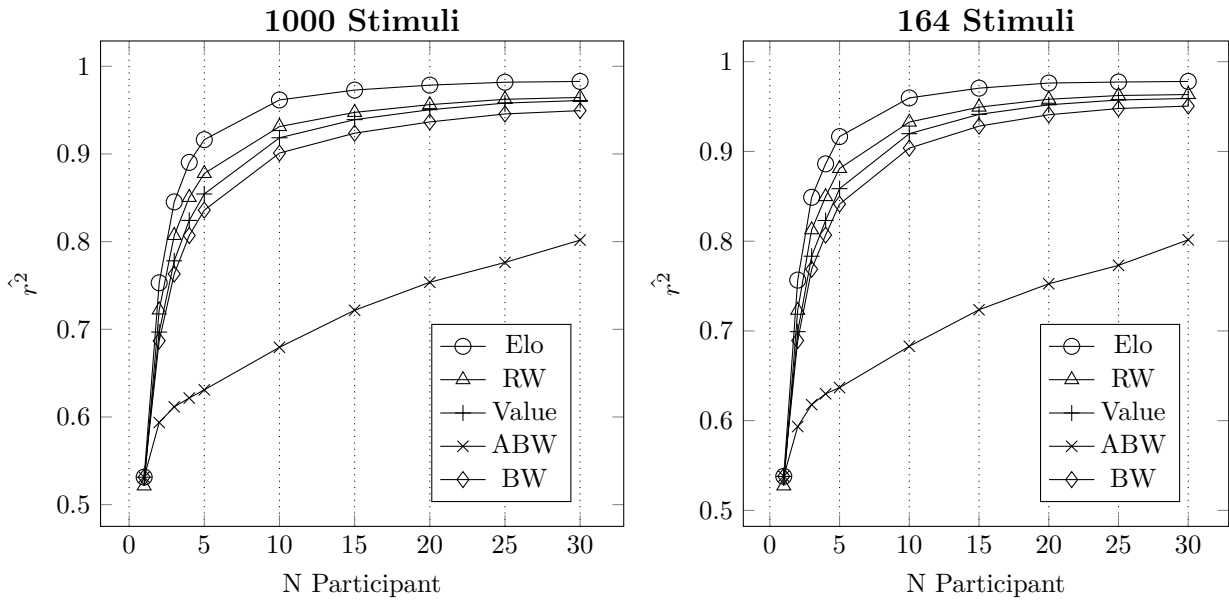 1000 Stimuli
1
0.9
0.8
0.7
0.6
0.5
r̂²
0 5 10 15 20 25 30
N Participant
Elo
RW
Value
ABW
BW
164 Stimuli
1
0.9
0.8
0.7
0.6
0.5
r̂²
0 5 10 15 20 25 30
N Participant
Elo
RW
Value
ABW
BW